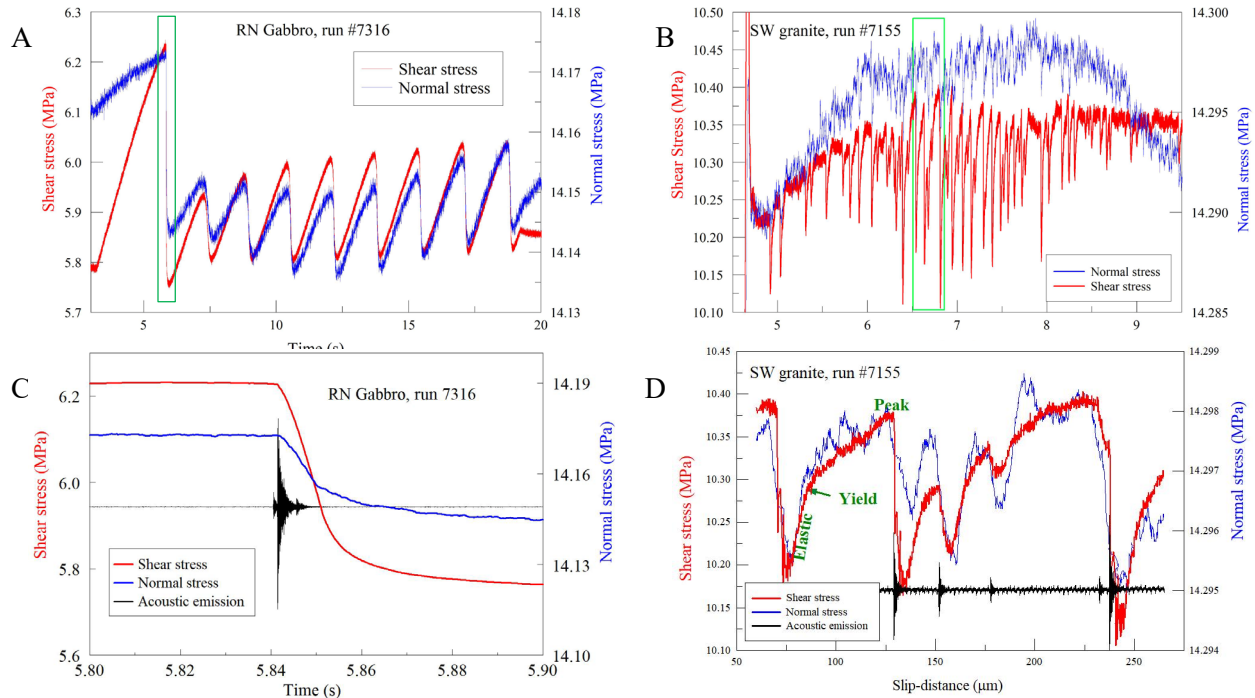 A
RN Gabbro, run #7316
Shear stress
Normal stress
Shear stress (MPa)
6.2
6.1
6.0
5.9
5.8
5.7
Normal stress (MPa)
14.18
14.17
14.16
14.15
14.14
14.13
5 10 15 20
Time (s)
B
SW granite, run #7155
Normal stress
Shear stress
Shear Stress (MPa)
10.50
10.45
10.40
10.35
10.30
10.25
10.20
10.15
10.10
Normal stress (MPa)
14.300
14.295
14.290
14.285
5 6 7 8 9
C
RN Gabbro, run 7316
Shear stress
Normal stress
Acoustic emission
Shear stress (MPa)
6.2
6.0
5.8
5.6
Normal stress (MPa)
14.19
14.16
14.13
14.10
5.80 5.82 5.84 5.86 5.88 5.90
Time (s)
D
SW granite, run #7155
Peak
Yield
Elastic
Shear stress
Normal stress
Acoustic emission
Shear stress (MPa)
10.45
10.40
10.35
10.30
10.25
10.20
10.15
10.10
Normal stress (MPa)
14.299
14.298
14.297
14.296
14.295
14.294
50 100 150 200 250
Slip-distance (μm)